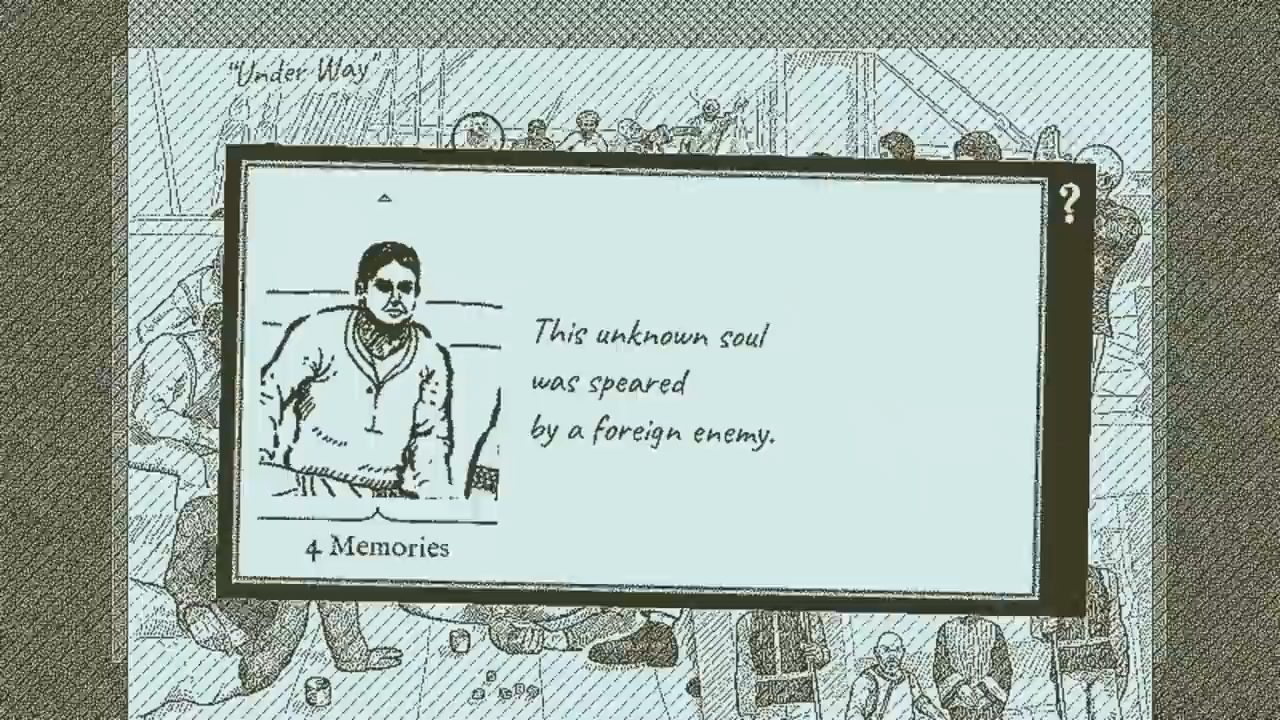 "Under Way"
?
This unknown soul
was speared
by a foreign enemy.
4 Memories